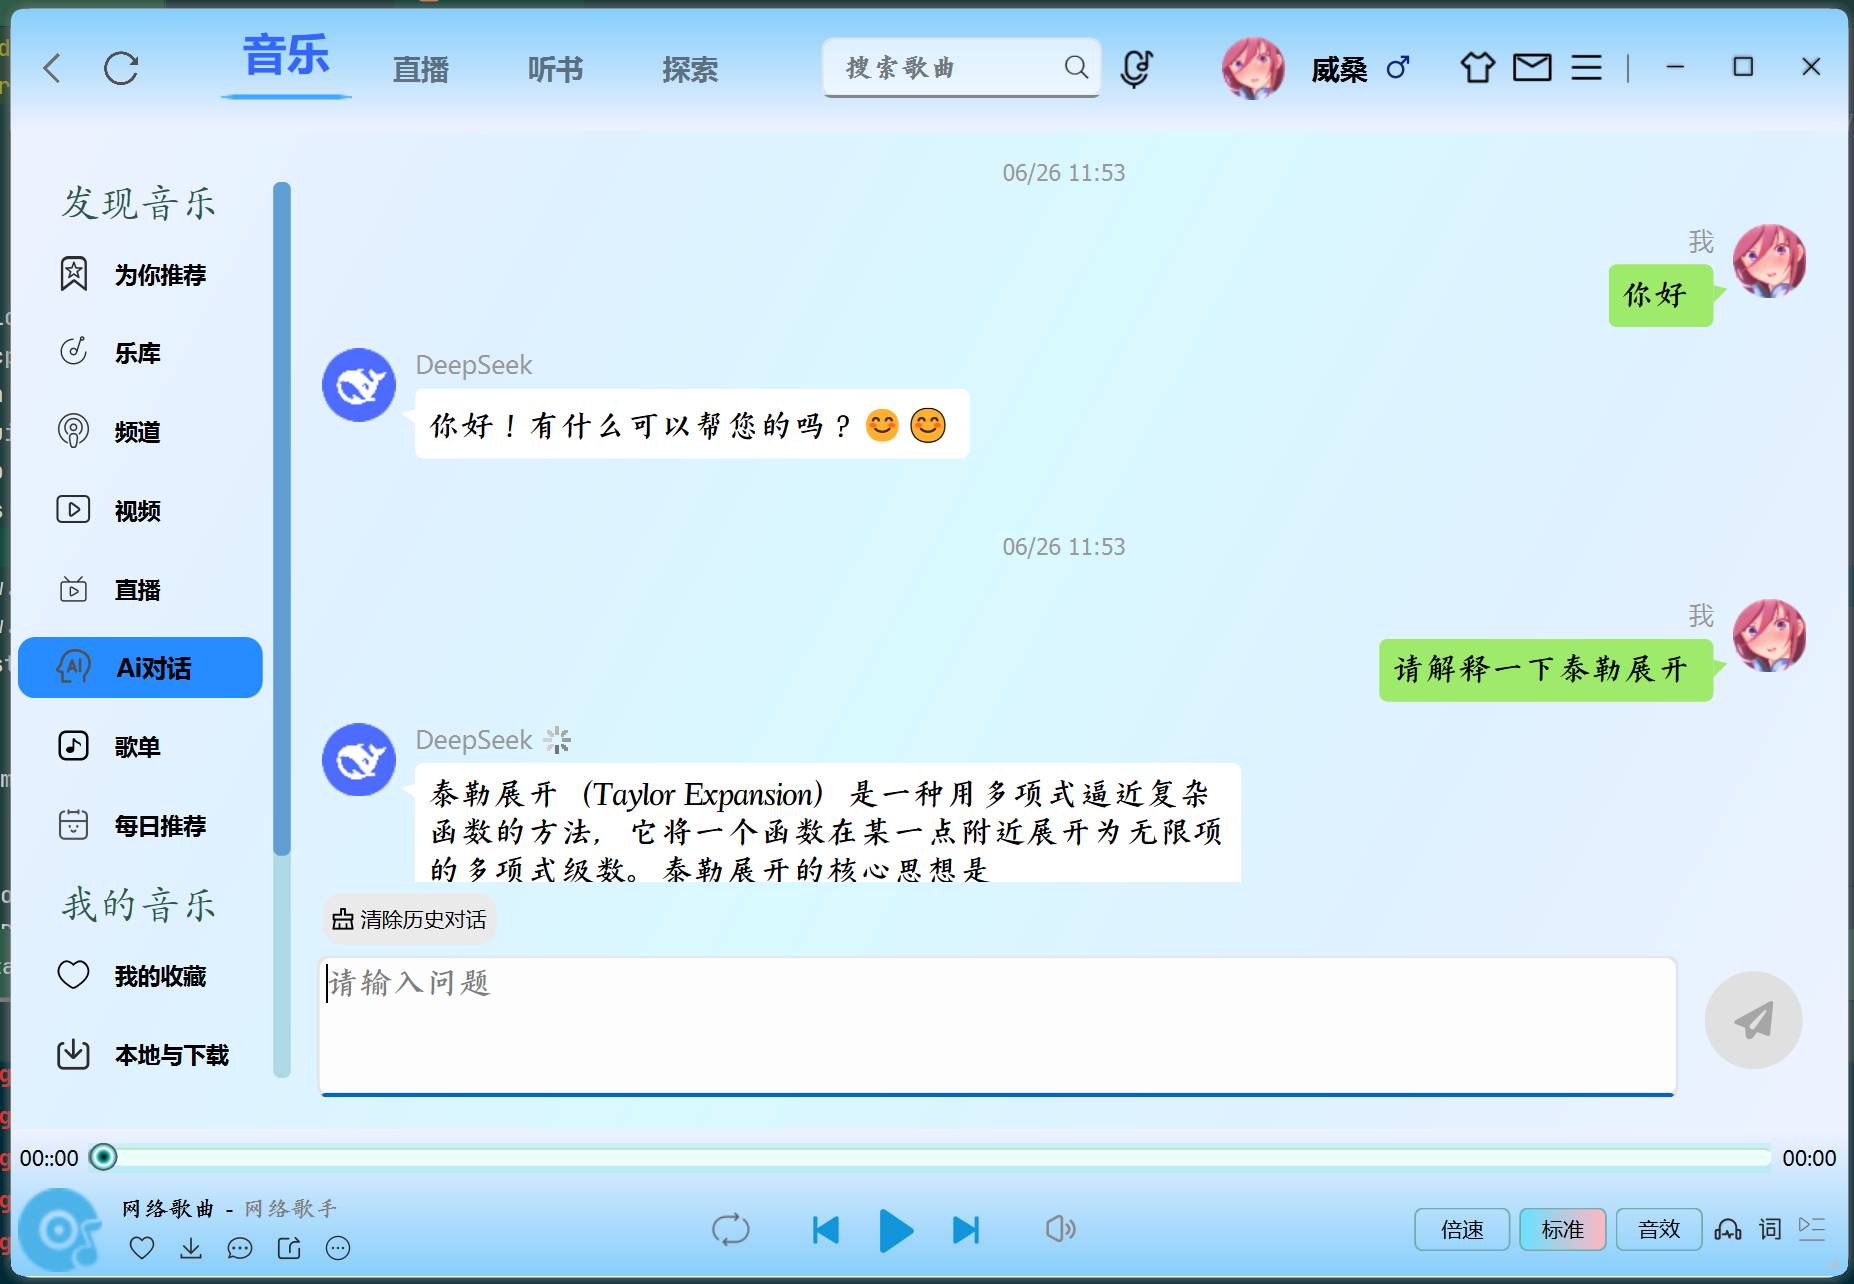 音乐
直播
听书
探索
搜索歌曲
威桑
发现音乐
为你推荐
乐库
频道
视频
直播
Ai对话
歌单
每日推荐
我的音乐
我的收藏
本地与下载
06/26 11:53
我
你好
DeepSeek
你好！有什么可以帮您的吗？😊😊
06/26 11:53
我
请解释一下泰勒展开
DeepSeek
泰勒展开（Taylor Expansion）是一种用多项式逼近复杂
函数的方法，它将一个函数在某一点附近展开为无限项
的多项式级数。泰勒展开的核心思想是
清除历史对话
请输入问题
00::00
00:00
网络歌曲 - 网络歌手
倍速
标准
音效
词